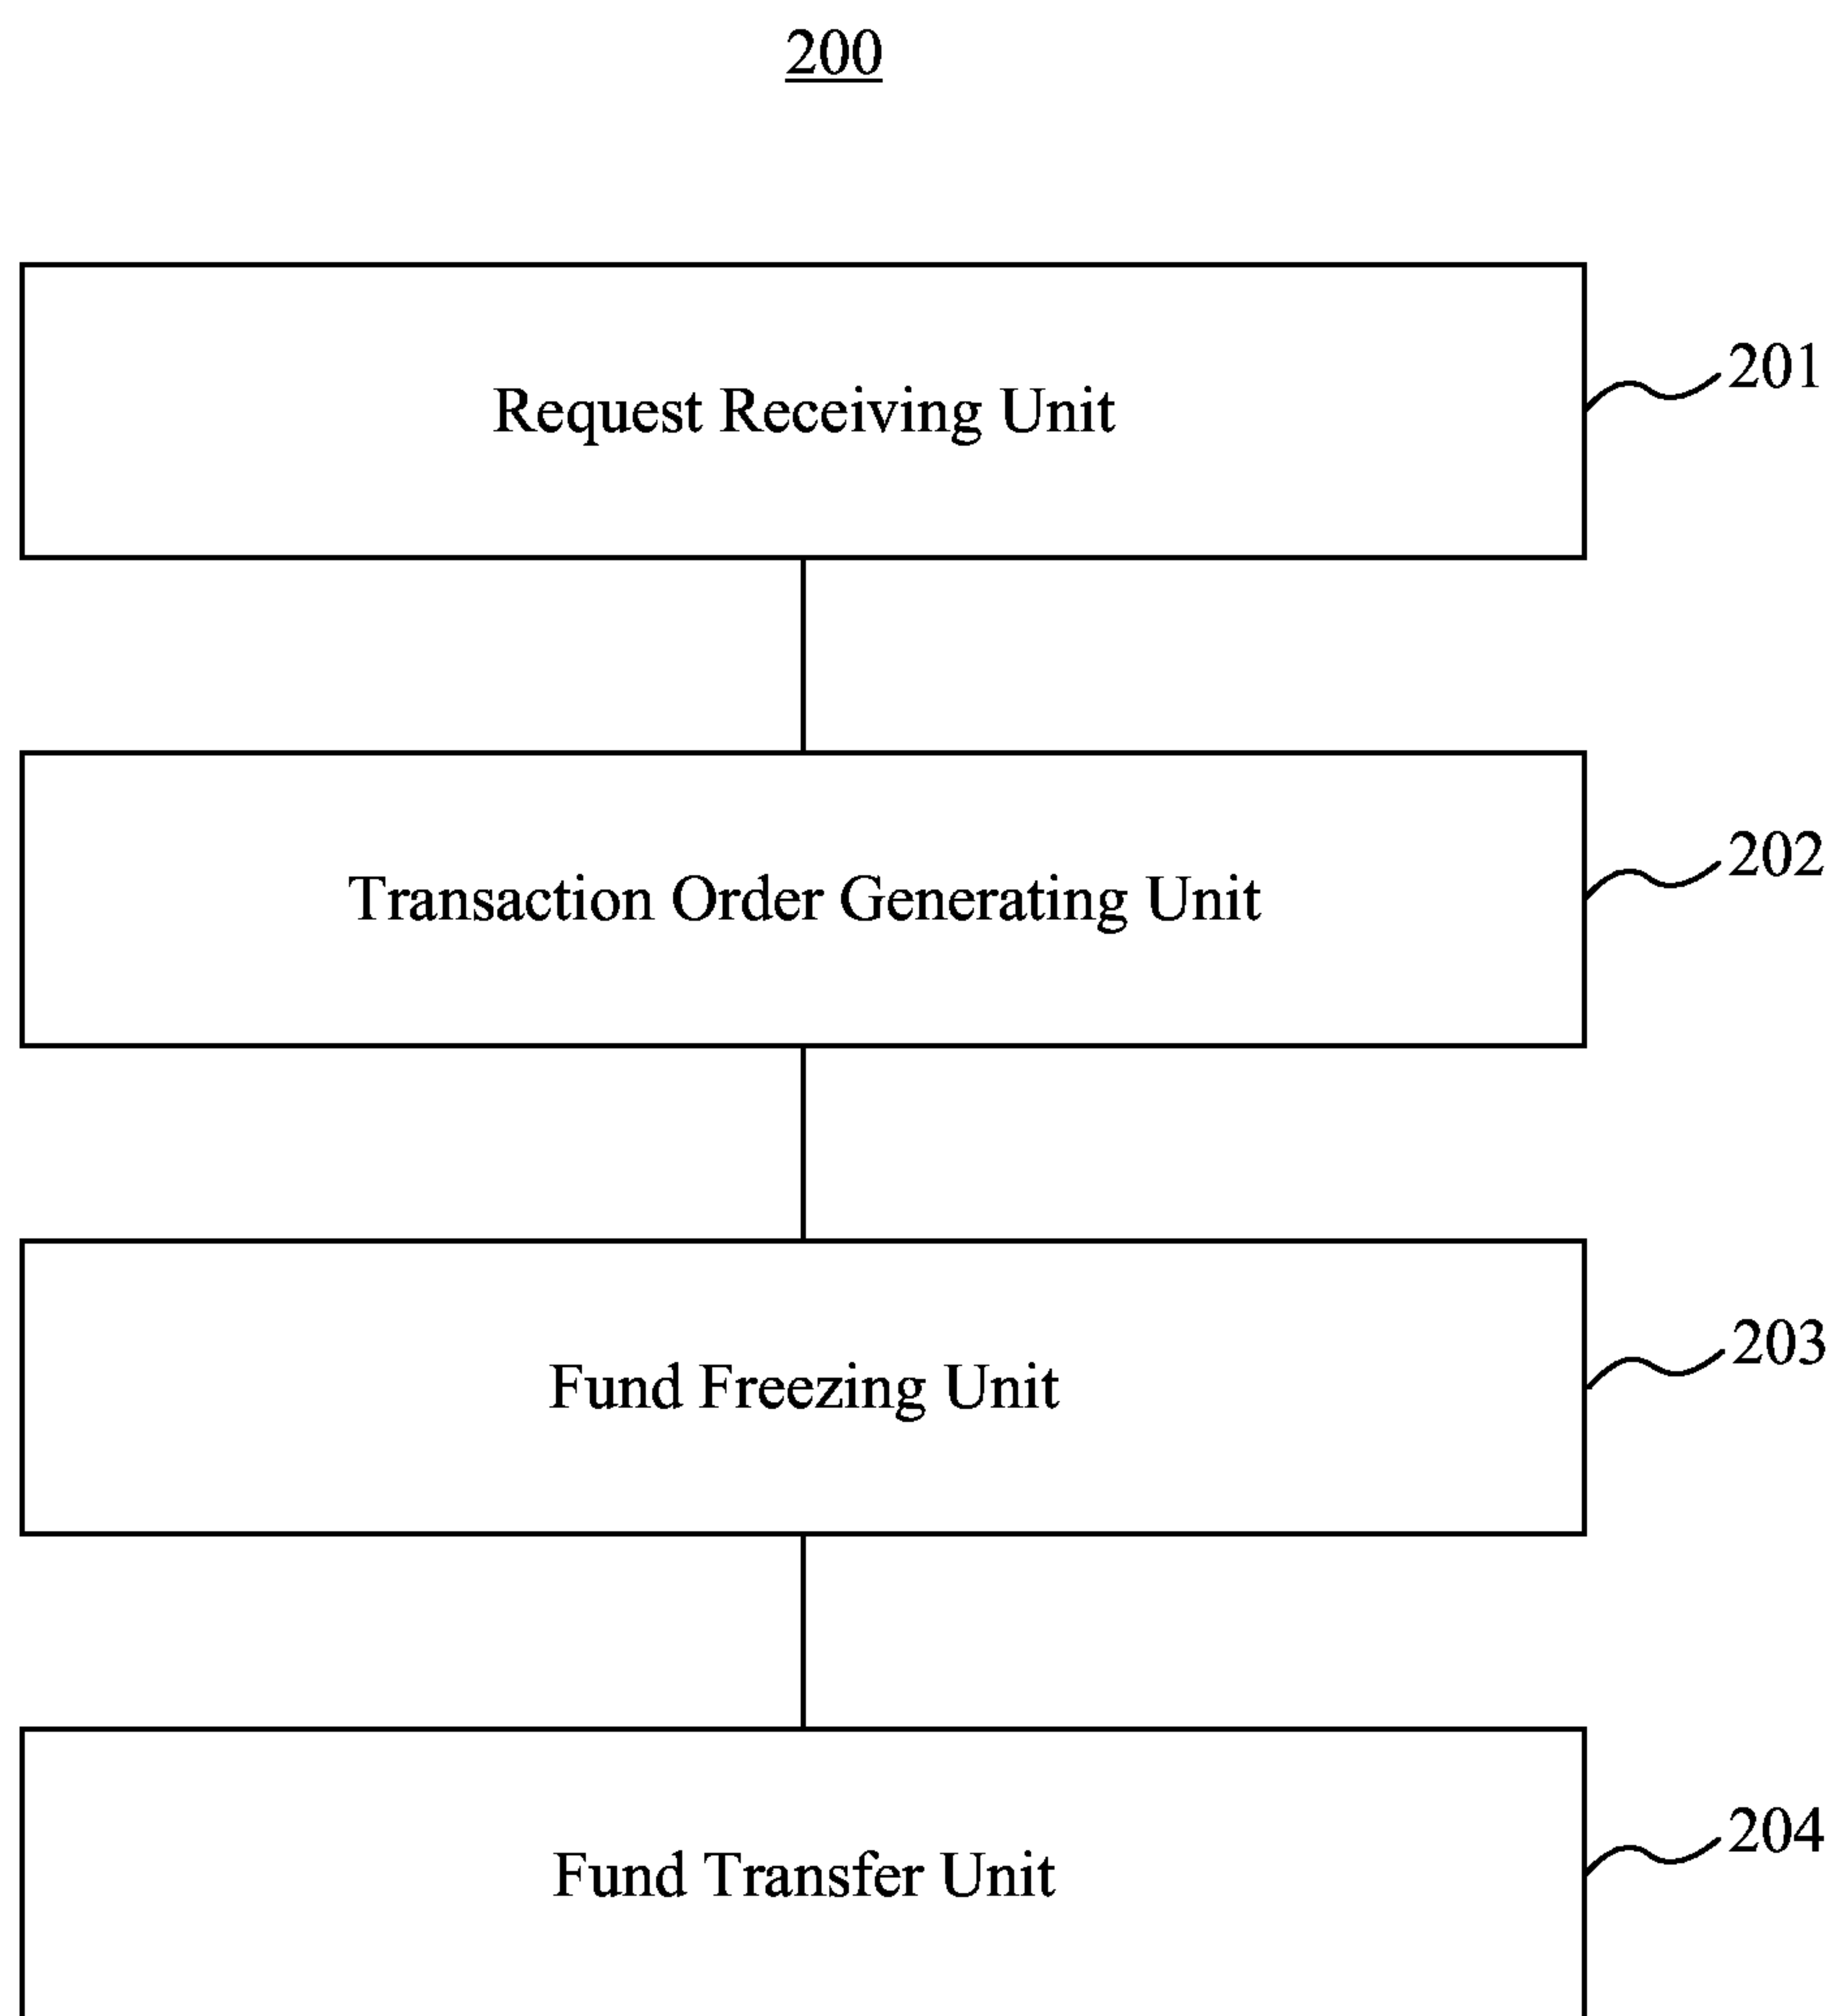 200
Request Receiving Unit
201
Transaction Order Generating Unit
202
Fund Freezing Unit
203
Fund Transfer Unit
204